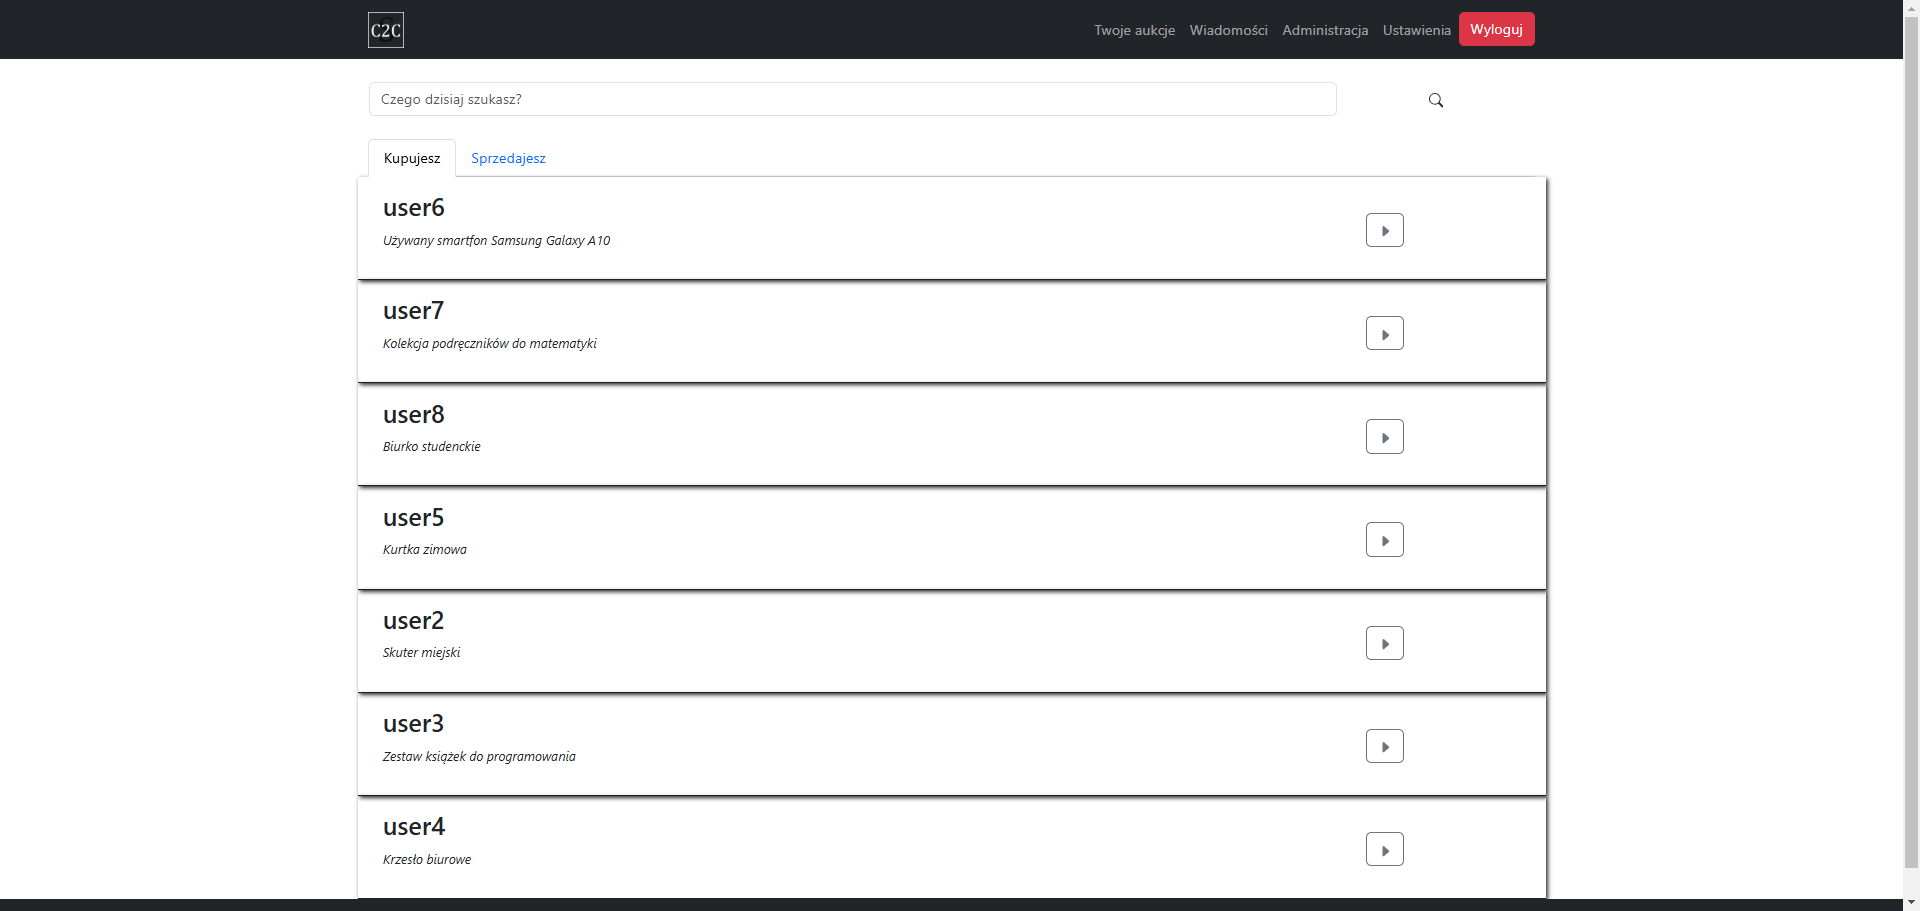 C2C
Twoje aukcje Wiadomości Administracja Ustawienia Wyloguj
Czego dzisiaj szukasz?
Kupujesz Sprzedajesz
user6
Używany smartfon Samsung Galaxy A10
user7
Kolekcja podręczników do matematyki
user8
Biurko studenckie
user5
Kurtka zimowa
user2
Skuter miejski
user3
Zestaw książek do programowania
user4
Krzesło biurowe